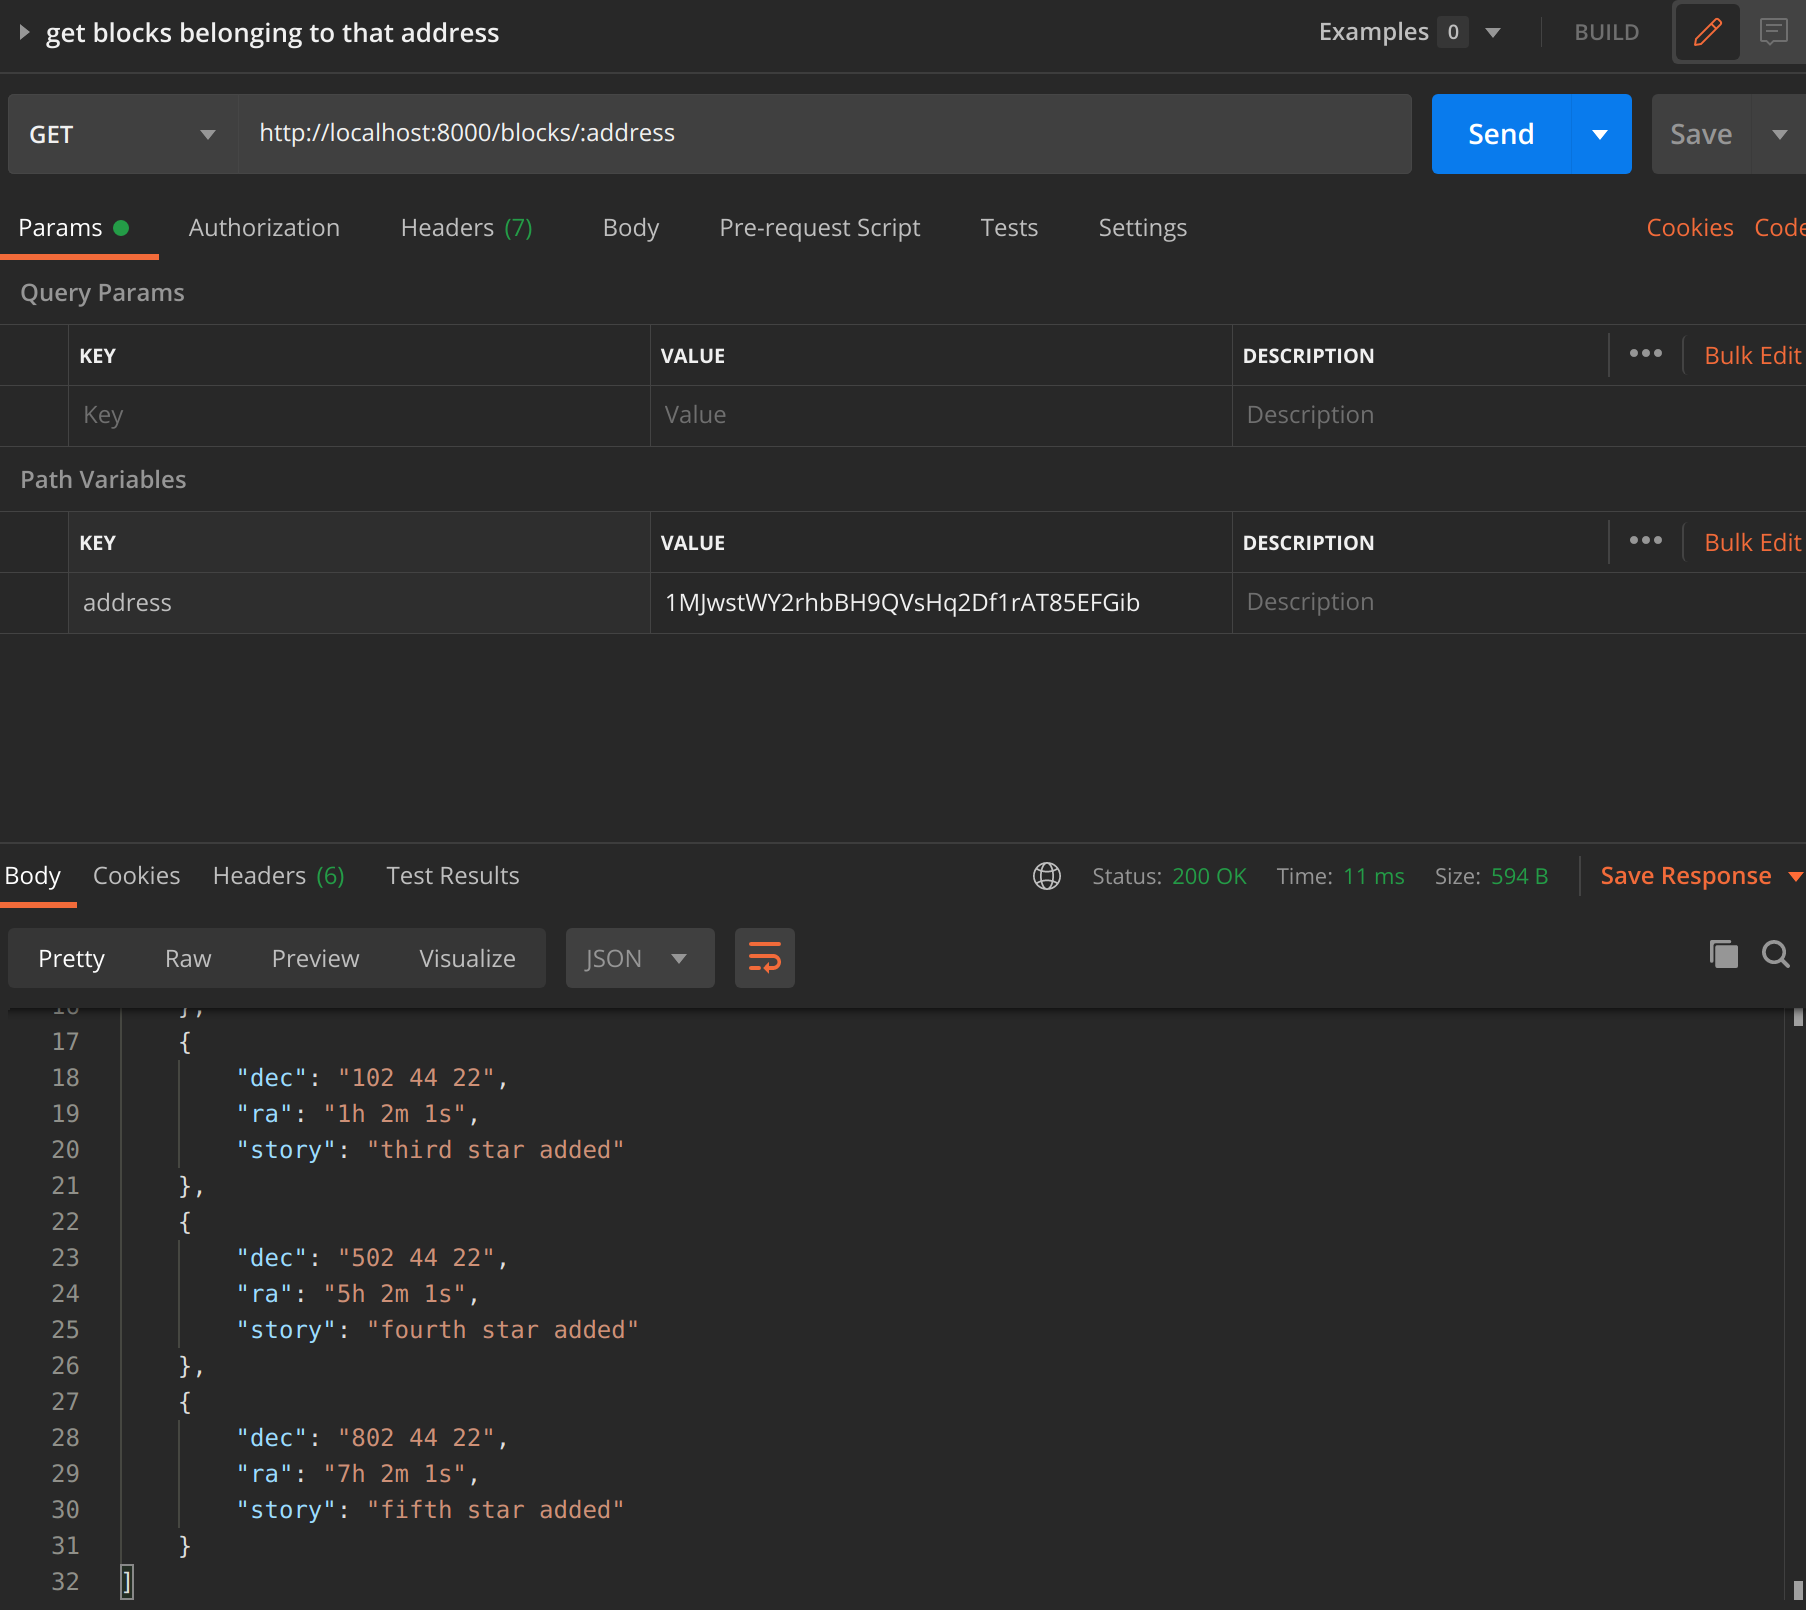 get blocks belonging to that address Examples 0 BUILD
GET http://localhost:8000/blocks/:address Send Save
Params Authorization Headers (7) Body Pre-request Script Tests Settings Cookies Code
Query Params
KEY VALUE DESCRIPTION ••• Bulk Edit
Key Value Description
Path Variables
KEY VALUE DESCRIPTION ••• Bulk Edit
address 1MJwstWY2rhbBH9QVsHq2Df1rAT85EFGib Description
Body Cookies Headers (6) Test Results Status: 200 OK Time: 11 ms Size: 594 B Save Response
Pretty Raw Preview Visualize JSON
16 },
17 {
18 "dec": "102 44 22",
19 "ra": "1h 2m 1s",
20 "story": "third star added"
21 },
22 {
23 "dec": "502 44 22",
24 "ra": "5h 2m 1s",
25 "story": "fourth star added"
26 },
27 {
28 "dec": "802 44 22",
29 "ra": "7h 2m 1s",
30 "story": "fifth star added"
31 }
32 ]